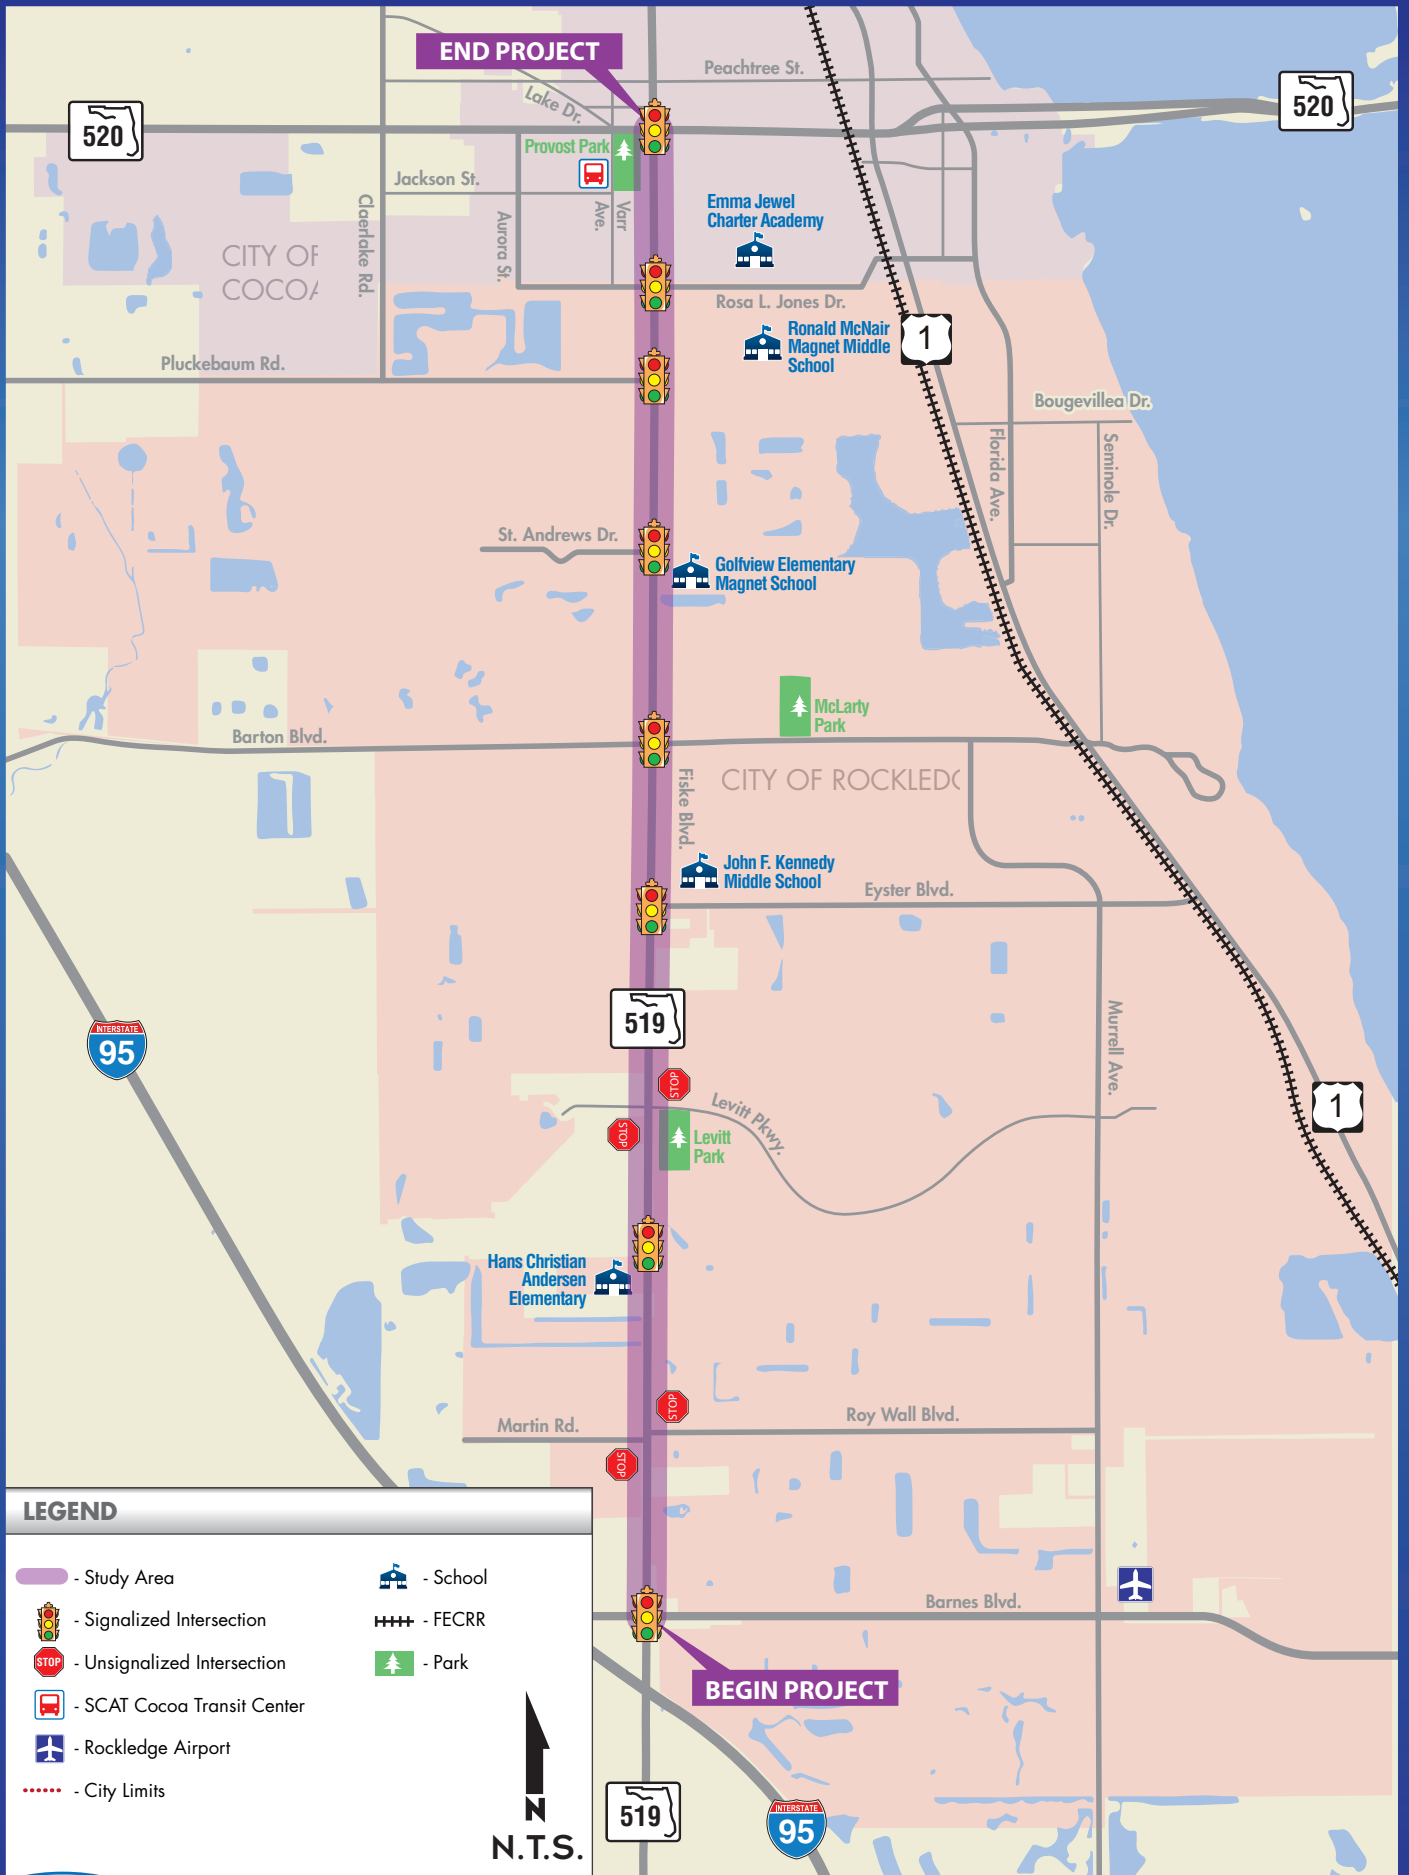 END PROJECT
Peachtree St.
Lake Dr.
520
520
Provost Park
Jackson St.
Claerlake Rd.
Aurora St.
Varr
Ave.
Emma Jewel
Charter Academy
CITY OF
COCOA
Rosa L. Jones Dr.
Ronald McNair
Magnet Middle
School
1
Pluckebaum Rd.
Bougevillea Dr.
Florida Ave.
Seminole Dr.
St. Andrews Dr.
Golfview Elementary
Magnet School
McLarty
Park
Barton Blvd.
Fiske Blvd.
CITY OF ROCKLEDG
John F. Kennedy
Middle School
Eyster Blvd.
519
INTERSTATE
95
Murrell Ave.
STOP
Levitt Pkwy.
1
STOP
Levitt
Park
Hans Christian
Andersen
Elementary
STOP
Martin Rd.
Roy Wall Blvd.
STOP
Barnes Blvd.
BEGIN PROJECT
519
INTERSTATE
95
LEGEND
- Study Area
- Signalized Intersection
STOP - Unsignalized Intersection
- SCAT Cocoa Transit Center
- Rockledge Airport
- City Limits
- School
- FECRR
- Park
N
N.T.S.